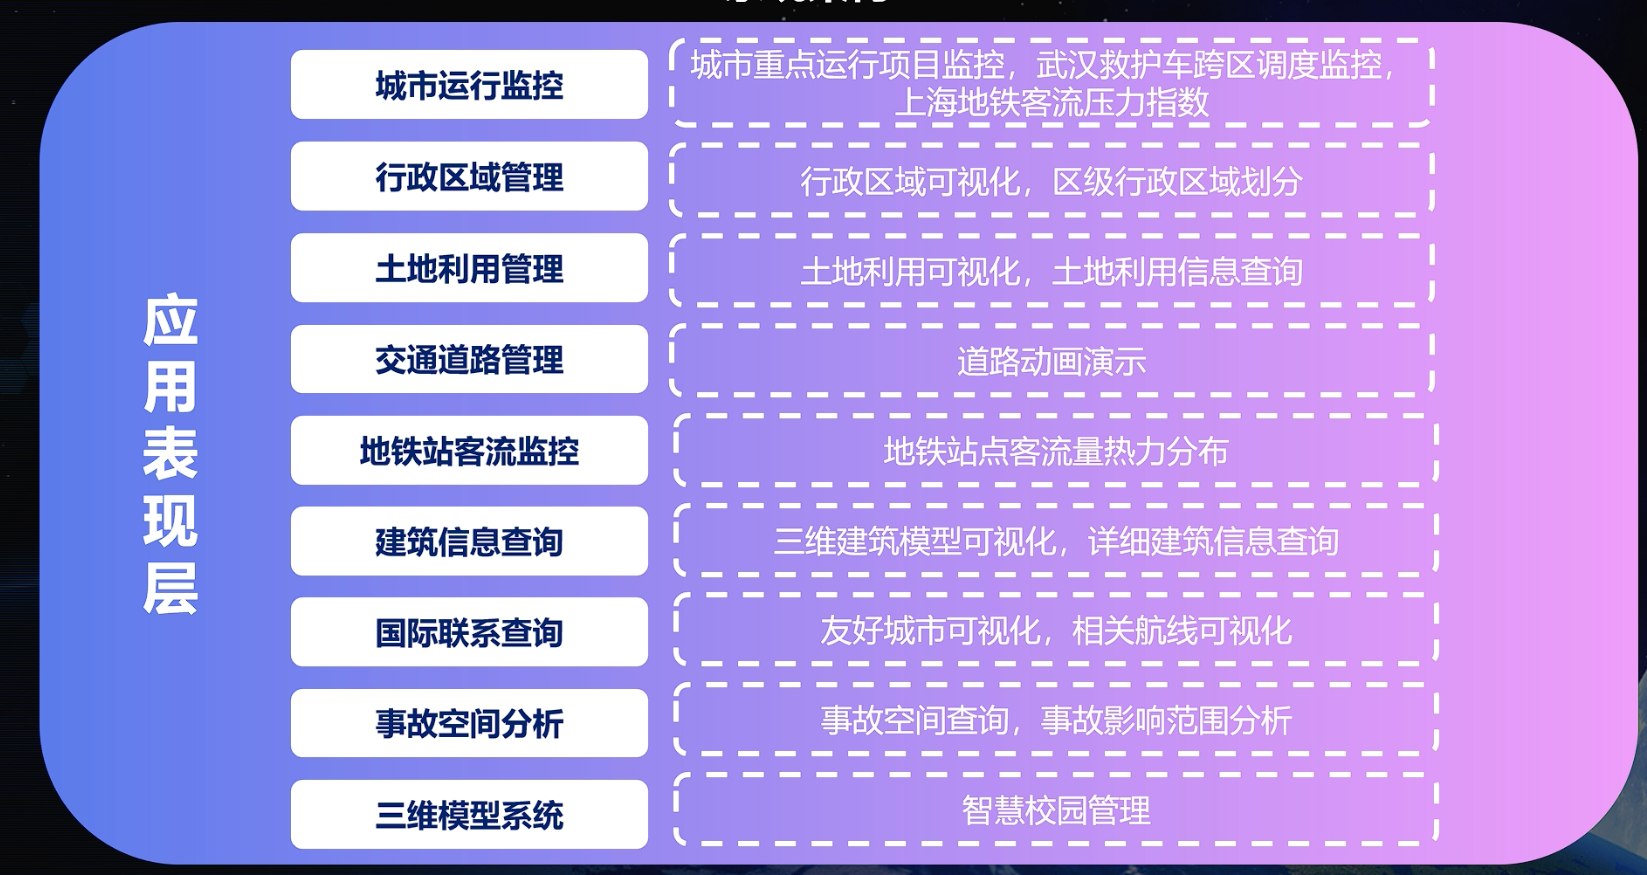 应用表现层
城市运行监控
城市重点运行项目监控，武汉救护车跨区调度监控，
上海地铁客流压力指数
行政区域管理
行政区域可视化，区级行政区域划分
土地利用管理
土地利用可视化，土地利用信息查询
交通道路管理
道路动画演示
地铁站客流监控
地铁站点客流量热力分布
建筑信息查询
三维建筑模型可视化，详细建筑信息查询
国际联系查询
友好城市可视化，相关航线可视化
事故空间分析
事故空间查询，事故影响范围分析
三维模型系统
智慧校园管理